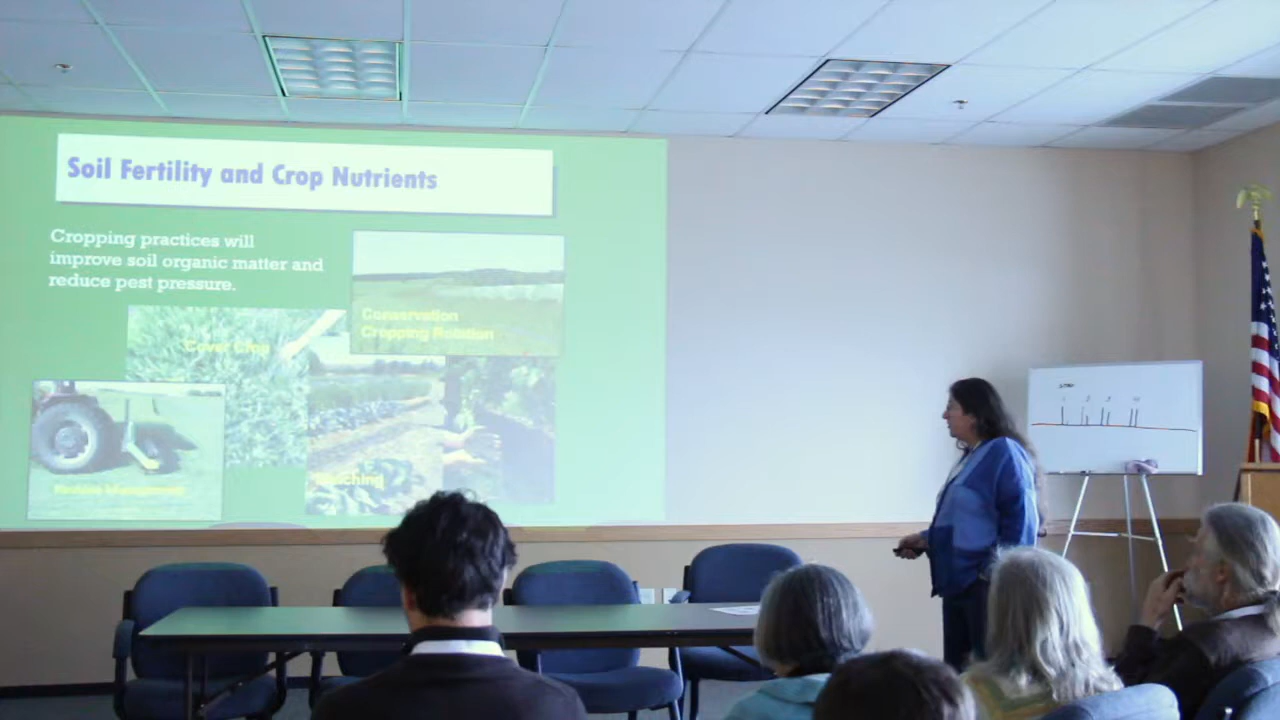 Soil Fertility and Crop Nutrients
Cropping practices will
improve soil organic matter and
reduce pest pressure.
Conservation
Cropping Rotation
Cover Crop
Mulching
Management